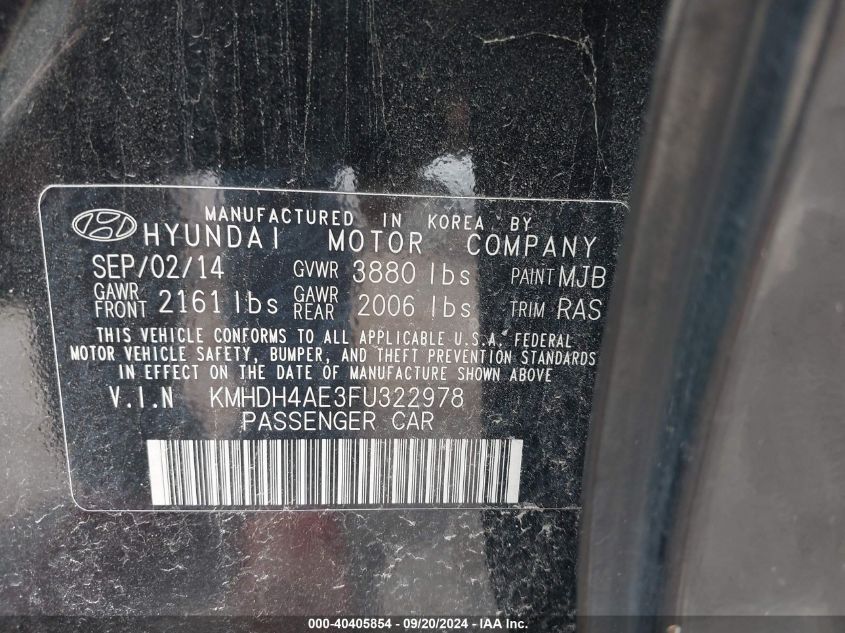 MANUFACTURED IN KOREA BY
HYUNDAI MOTOR COMPANY
SEP/02/14 GVWR 3880 lbs PAINT MJB
GAWR FRONT 2161 lbs GAWR REAR 2006 lbs TRIM RAS
THIS VEHICLE CONFORMS TO ALL APPLICABLE U.S.A. FEDERAL
MOTOR VEHICLE SAFETY, BUMPER, AND THEFT PREVENTION STANDARDS
IN EFFECT ON THE DATE OF MANUFACTURE SHOWN ABOVE
V.I.N KMHDH4AE3FU322978
PASSENGER CAR
000-40405854 - 09/20/2024 - IAA Inc.